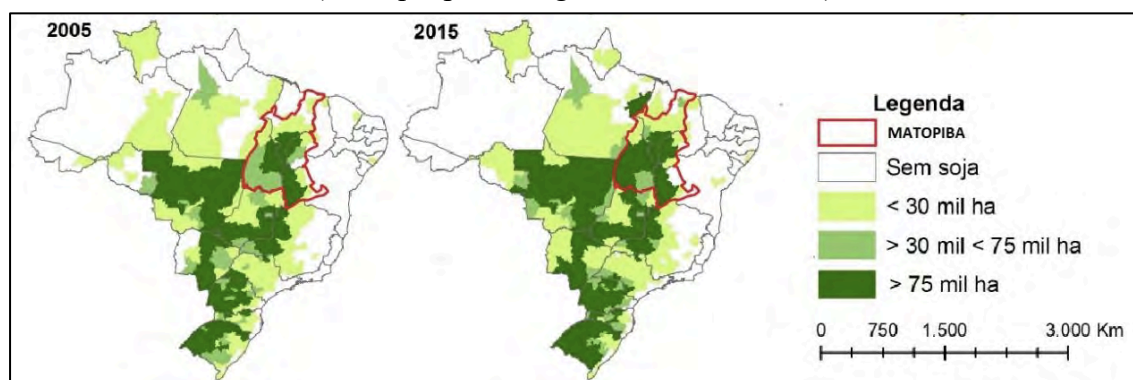 2005
2015
Legenda
MATOPIBA
Sem soja
< 30 mil ha
> 30 mil < 75 mil ha
> 75 mil ha
0 750 1.500 3.000 Km